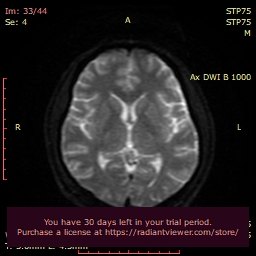 Im: 33/44
Se: 4
A
STP75
STP75
M
Ax DWI B 1000
R
L
You have 30 days left in your trial period.
Purchase a license at https://radiantviewer.com/store/